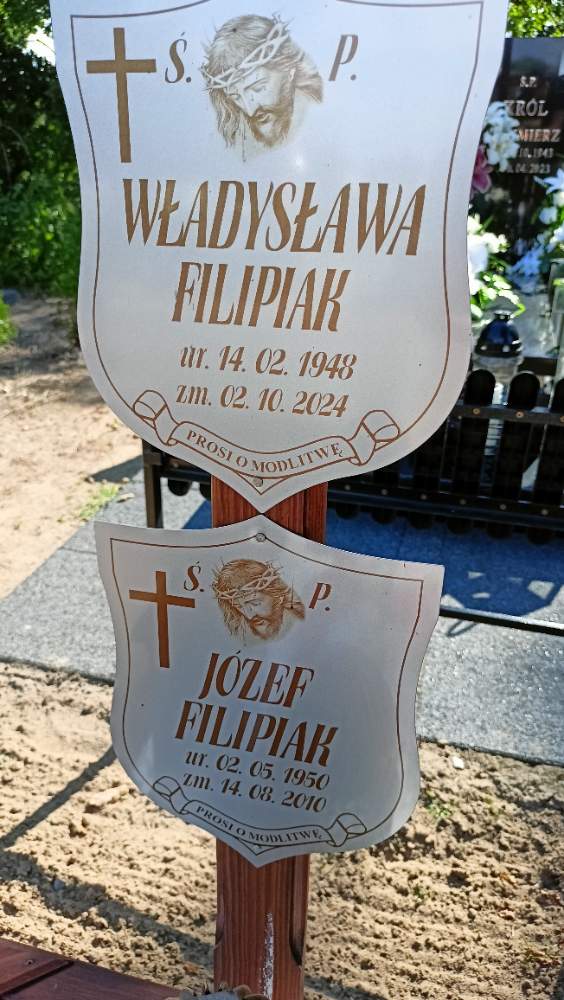 Ś. P.
WŁADYSŁAWA
FILIPIAK
ur. 14. 02. 1948
zm. 02. 10. 2024
PROSI O MODLITWĘ
Ś. P.
JÓZEF
FILIPIAK
ur. 02. 05. 1950
zm. 14. 08. 2010
PROSI O MODLITWĘ
Ś.P.
KRÓL